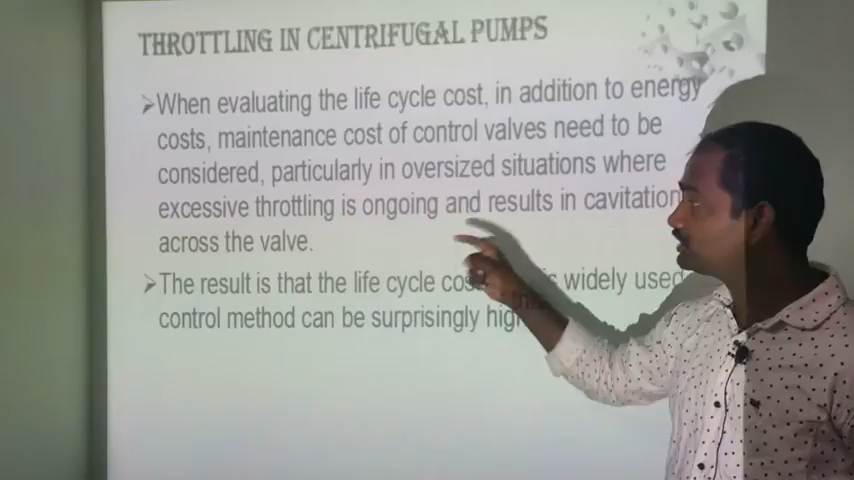 THROTTLING IN CENTRIFUGAL PUMPS
➢When evaluating the life cycle cost, in addition to energy
costs, maintenance cost of control valves need to be
considered, particularly in oversized situations where
excessive throttling is ongoing and results in cavitation
across the valve.
➢The result is that the life cycle widely used
control method can be surprisingly